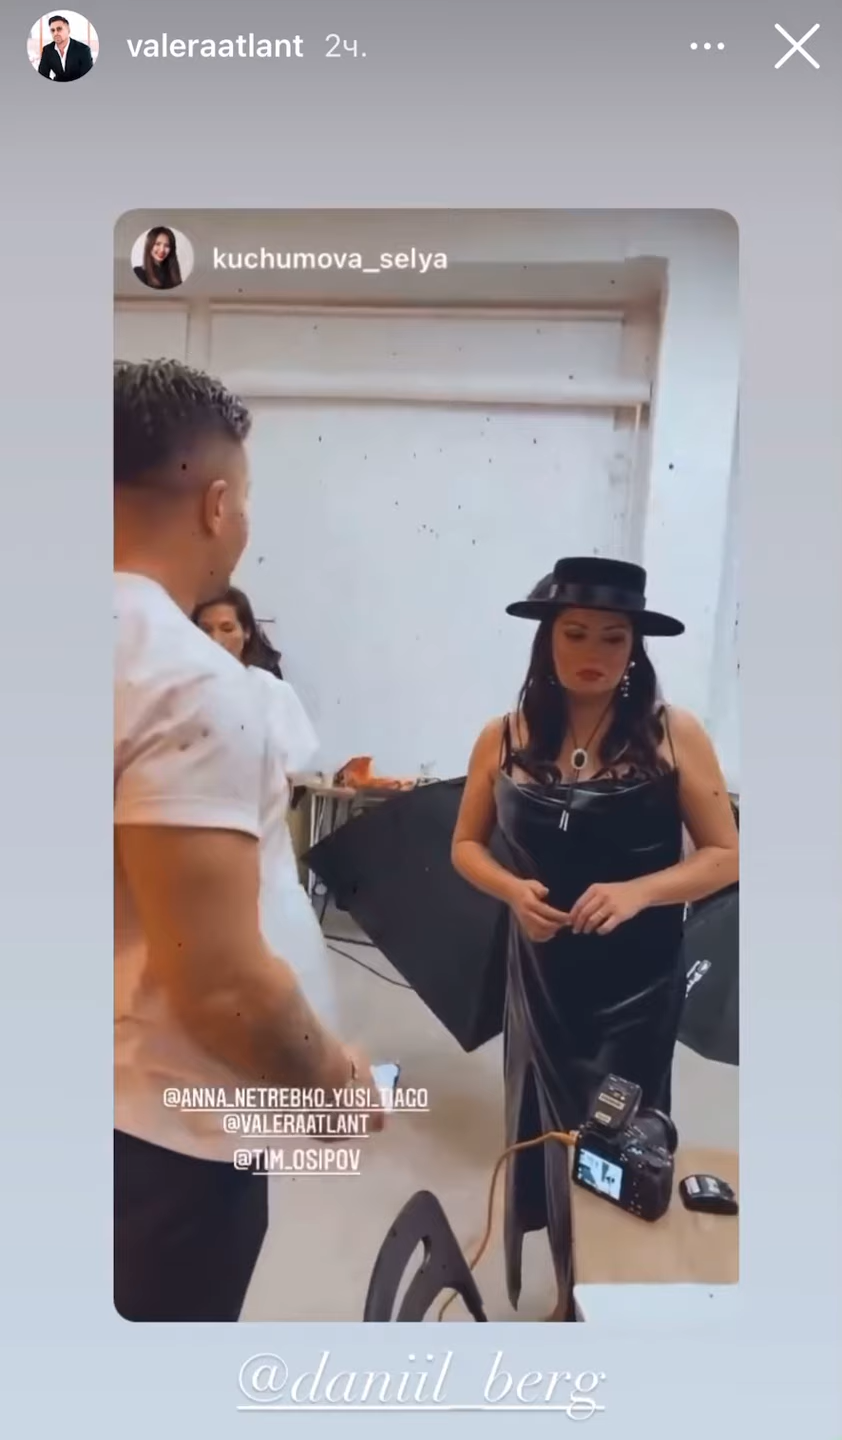 valeraatlant 2ч.
kuchumova_selya
@ANNA_NETREBKO_YUSI_TIAGO
@VALERAATLANT
@TIM_OSIPOV
@daniil_berg